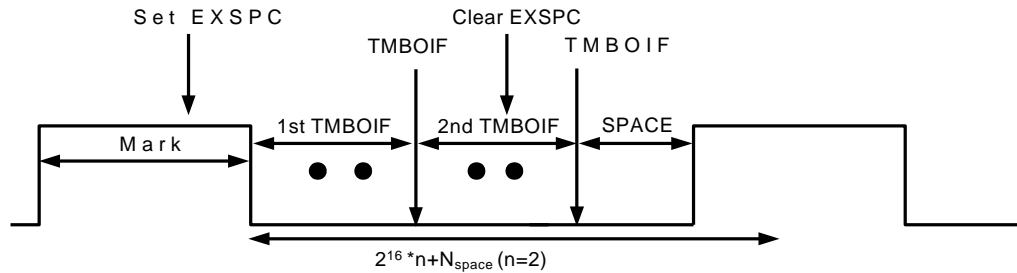 Set EXSPC
Clear EXSPC
TMBOIF
TMBOIF
1st TMBOIF
2nd TMBOIF
SPACE
Mark
2¹⁶ *n+Nspace (n=2)